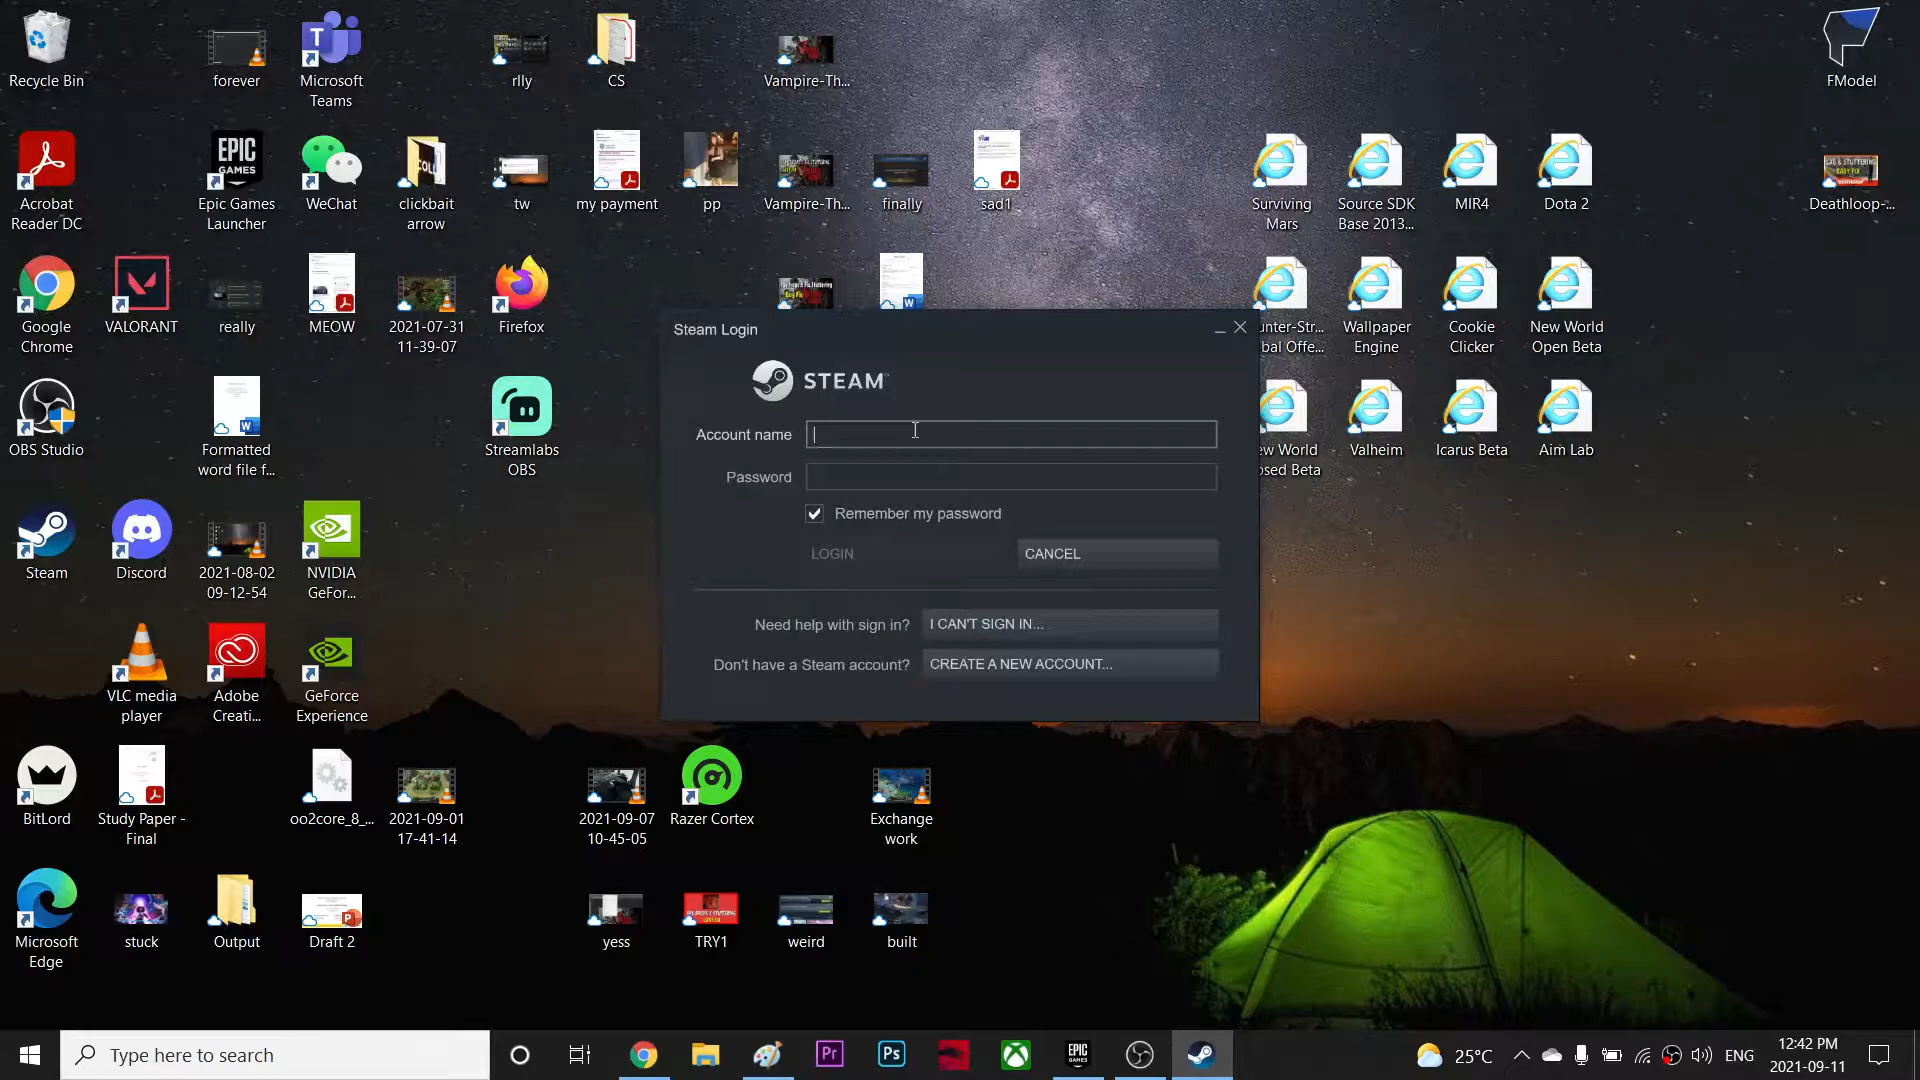 Recycle Bin
forever
Microsoft
Teams
rlly
CS
Vampire-Th...
FModel
Acrobat
Reader DC
EPIC
GAMES
Epic Games
Launcher
WeChat
clickbait
arrow
tw
my payment
pp
Vampire-Th...
finally
sad1
Surviving
Mars
Source SDK
Base 2013...
MIR4
Dota 2
Deathloop-...
Google
Chrome
VALORANT
really
MEOW
2021-07-31
11-39-07
Firefox
unter-Str...
bal Offe...
Wallpaper
Engine
Cookie
Clicker
New World
Open Beta
Steam Login
STEAM
Account name
Password
Remember my password
LOGIN
CANCEL
Need help with sign in?
I CAN'T SIGN IN...
Don't have a Steam account?
CREATE A NEW ACCOUNT...
OBS Studio
Formatted
word file f...
Streamlabs
OBS
ew World
osed Beta
Valheim
Icarus Beta
Aim Lab
Steam
Discord
2021-08-02
09-12-54
NVIDIA
GeFor...
VLC media
player
Adobe
Creati...
GeForce
Experience
BitLord
Study Paper -
Final
oo2core_8_...
2021-09-01
17-41-14
2021-09-07
10-45-05
Razer Cortex
Exchange
work
Microsoft
Edge
stuck
Output
Draft 2
yess
TRY1
weird
built
Type here to search
Pr
Ps
EPIC
GAMES
25°C
ENG
12:42 PM
2021-09-11